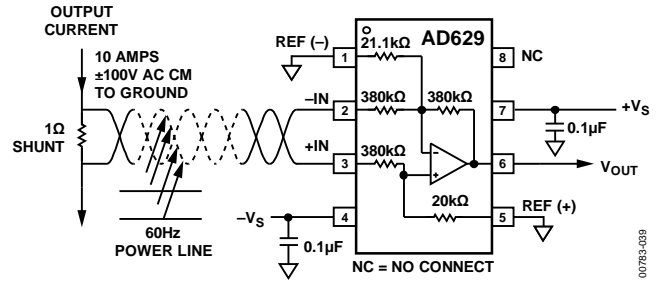 OUTPUT
CURRENT
10 AMPS
±100V AC CM
TO GROUND
1Ω
SHUNT
60Hz
POWER LINE
REF (–)
1
21.1kΩ
AD629
8
NC
–IN
2
380kΩ
380kΩ
7
+VS
0.1µF
+IN
3
380kΩ
–
+
6
VOUT
–VS
4
20kΩ
5
REF (+)
0.1µF
NC = NO CONNECT
00783-039